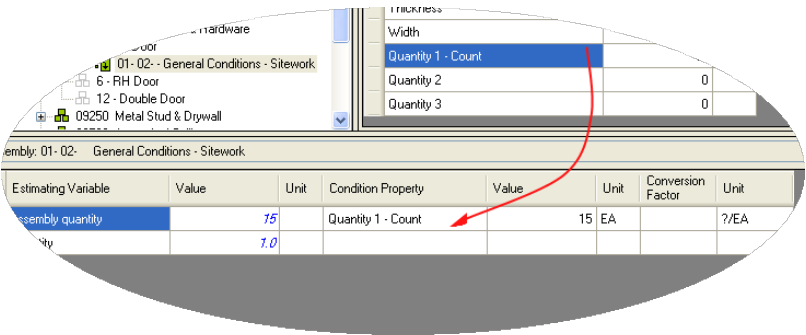 Thickness
Hardware
Width
Door
Quantity 1 - Count
01- 02- - General Conditions - Sitework
6 - RH Door
Quantity 2 0
12 - Double Door
Quantity 3 0
09250 Metal Stud & Drywall
01- 02- General Conditions - Sitework
Estimating Variable Value Unit Condition Property Value Unit Conversion Factor Unit
Assembly quantity 15 Quantity 1 - Count 15 EA ?/EA
1.0